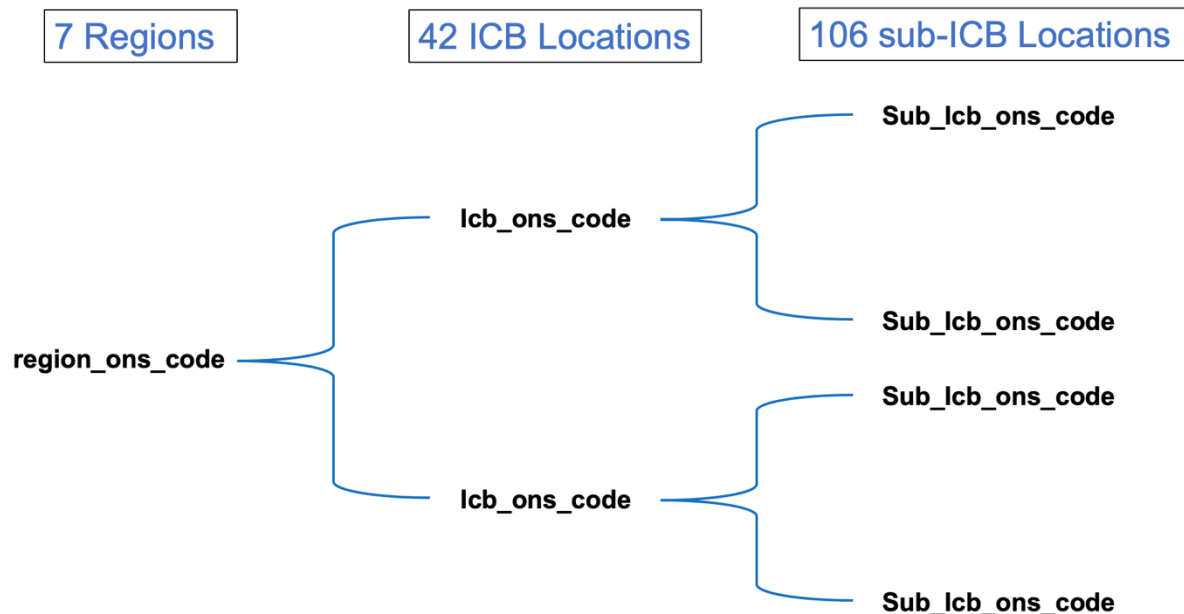 7 Regions
42 ICB Locations
106 sub-ICB Locations
Sub_Icb_ons_code
Icb_ons_code
Sub_Icb_ons_code
region_ons_code
Sub_Icb_ons_code
Icb_ons_code
Sub_Icb_ons_code